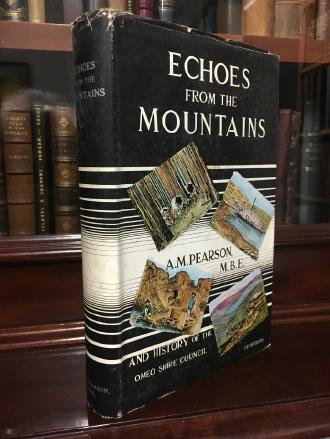 ECHOES
FROM THE
MOUNTAINS
A.M. PEARSON,
M.B.E.
AND HISTORY OF THE
OMEO SHIRE COUNCIL
ECHOES
FROM THE
MOUNTAINS
PEARSON,